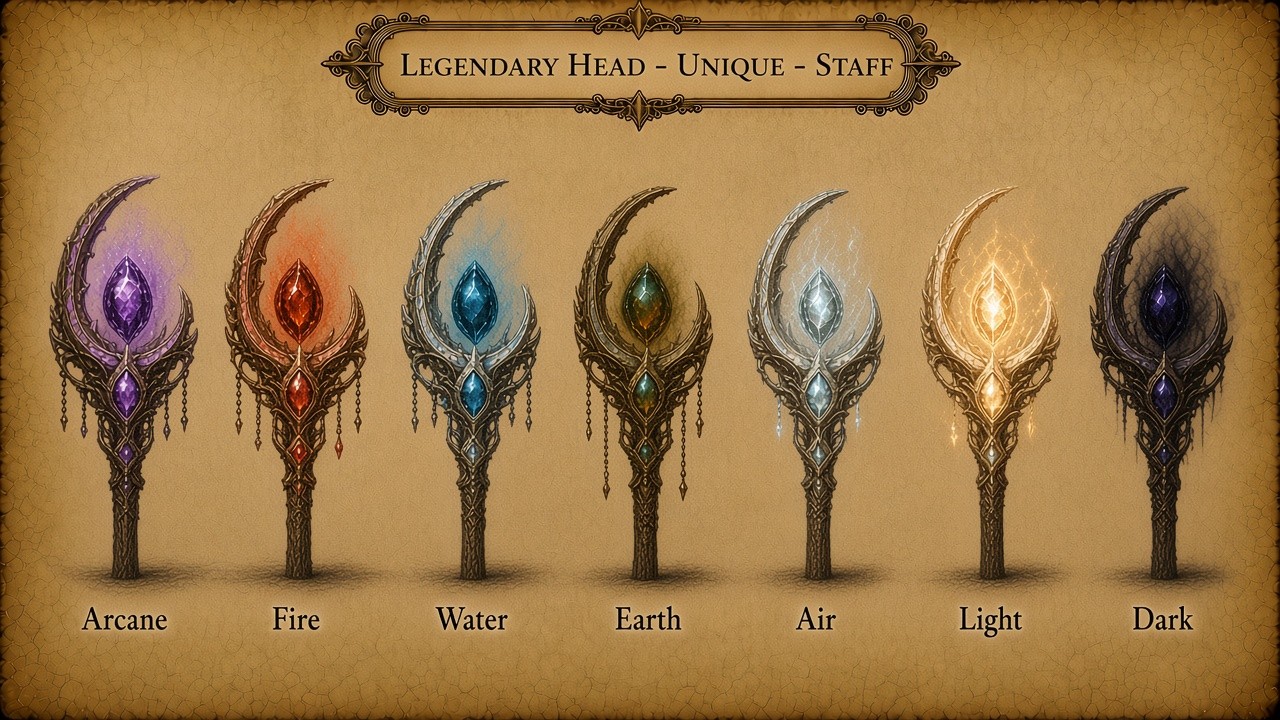 Legendary Head - Unique - Staff
Arcane
Fire
Water
Earth
Air
Light
Dark